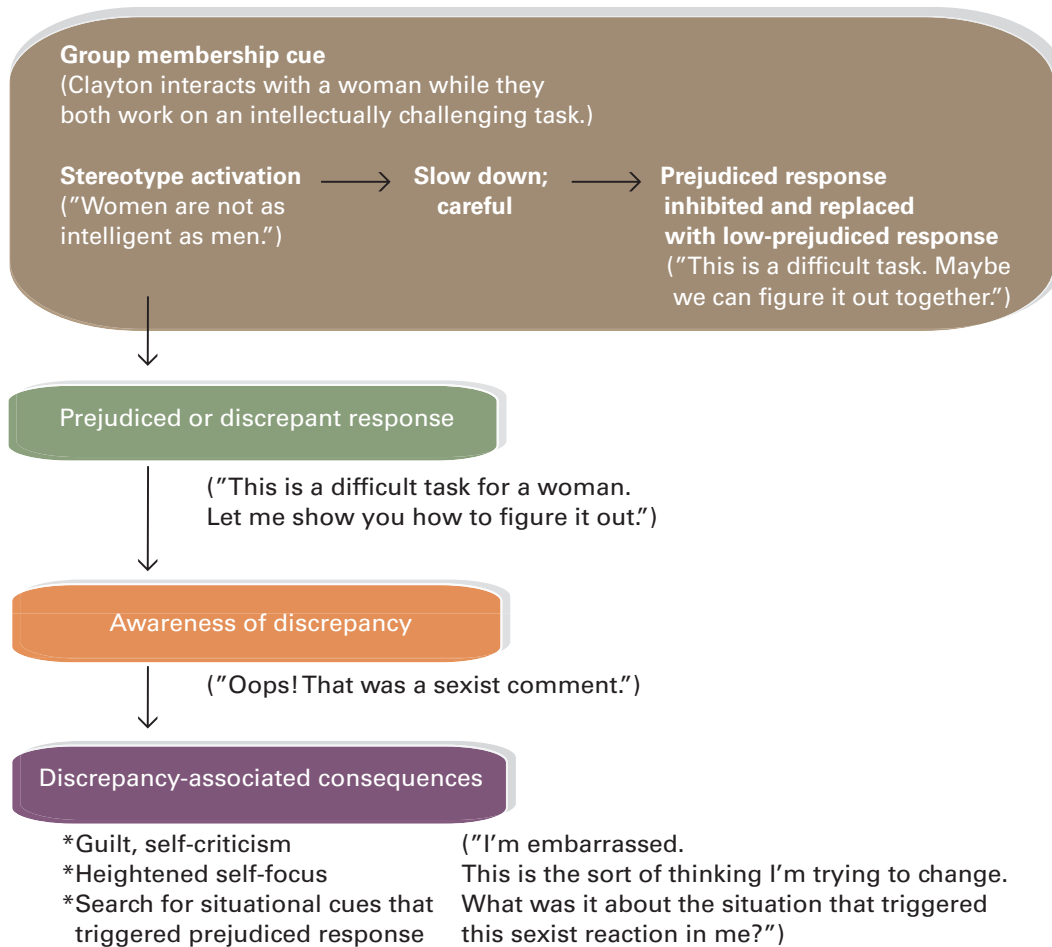 Group membership cue
(Clayton interacts with a woman while they
both work on an intellectually challenging task.)
Stereotype activation
("Women are not as
intelligent as men.")
Slow down;
careful
Prejudiced response
inhibited and replaced
with low-prejudiced response
("This is a difficult task. Maybe
we can figure it out together.")
Prejudiced or discrepant response
("This is a difficult task for a woman.
Let me show you how to figure it out.")
Awareness of discrepancy
("Oops! That was a sexist comment.")
Discrepancy-associated consequences
*Guilt, self-criticism
*Heightened self-focus
*Search for situational cues that
triggered prejudiced response
("I'm embarrassed.
This is the sort of thinking I'm trying to change.
What was it about the situation that triggered
this sexist reaction in me?")